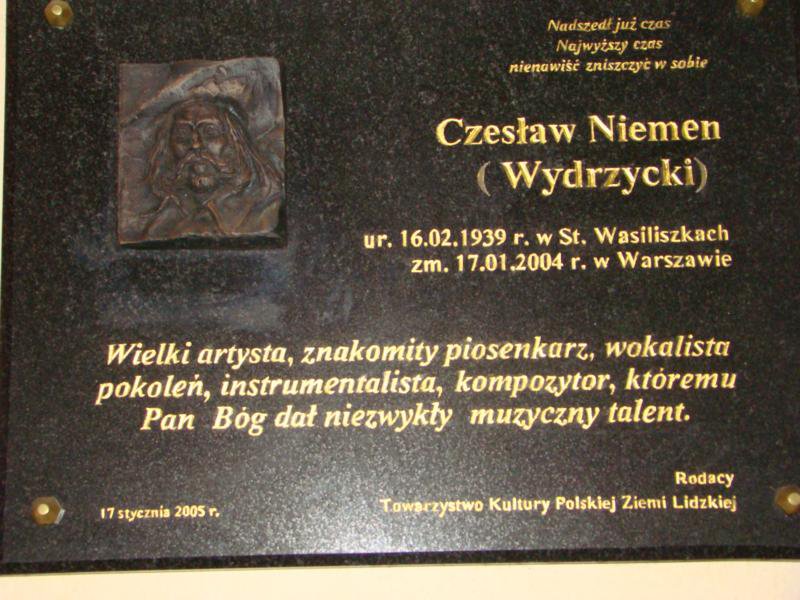 Nadszedł już czas
Najwyższy czas
nienawiść zniszczyć w sobie
Czesław Niemen
( Wydrzycki)
ur. 16.02.1939 r. w St. Wasiliszkach
zm. 17.01.2004 r. w Warszawie
Wielki artysta, znakomity piosenkarz, wokalista
pokoleń, instrumentalista, kompozytor, któremu
Pan Bóg dał niezwykły muzyczny talent.
Rodacy
17 stycznia 2005 r. Towarzystwo Kultury Polskiej Ziemi Lidzkiej